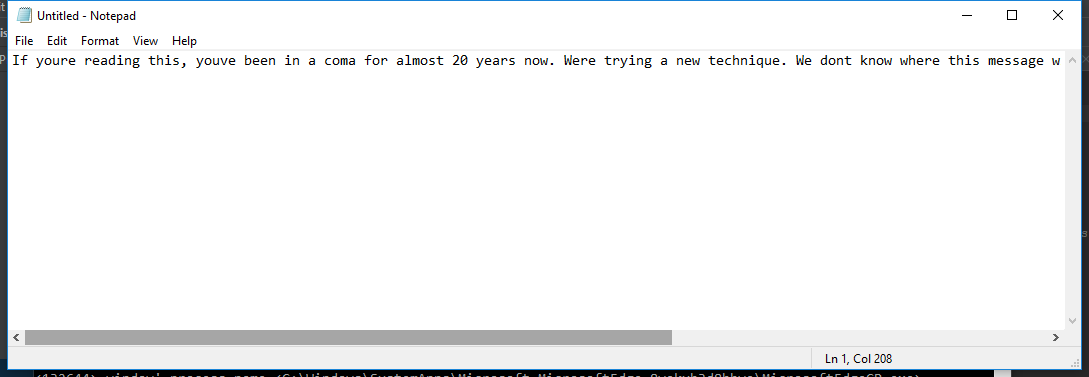 Untitled - Notepad
File Edit Format View Help
If youre reading this, youve been in a coma for almost 20 years now. Were trying a new technique. We dont know where this message w
Ln 1, Col 208